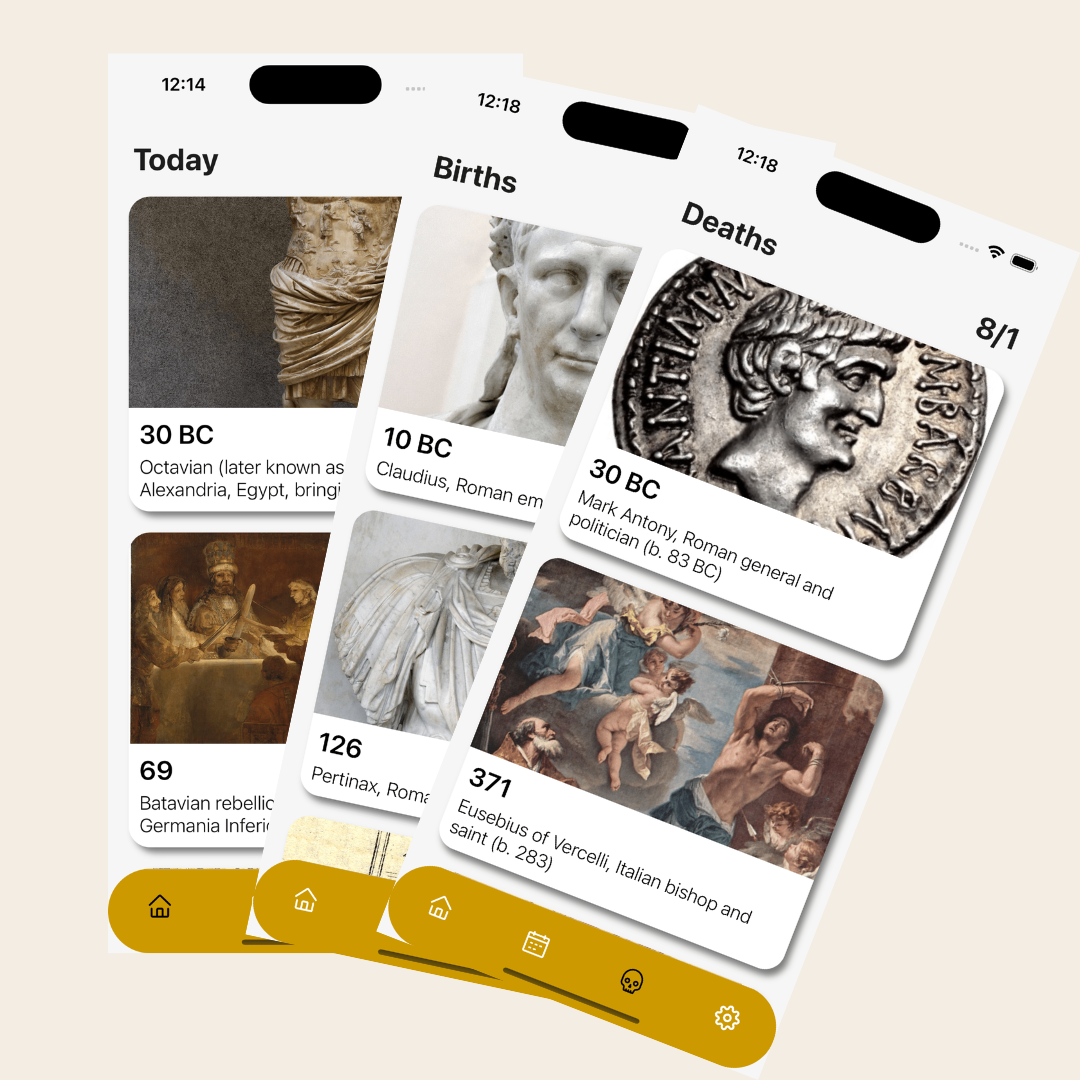 12:14
Today
30 BC
Octavian (later known as
Alexandria, Egypt, bringi
69
Batavian rebellio
Germania Inferio
12:18
Births
10 BC
Claudius, Roman em
126
Pertinax, Roma
12:18
Deaths
8/1
30 BC
Mark Antony, Roman general and
politician (b. 83 BC)
371
Eusebius of Vercelli, Italian bishop and
saint (b. 283)